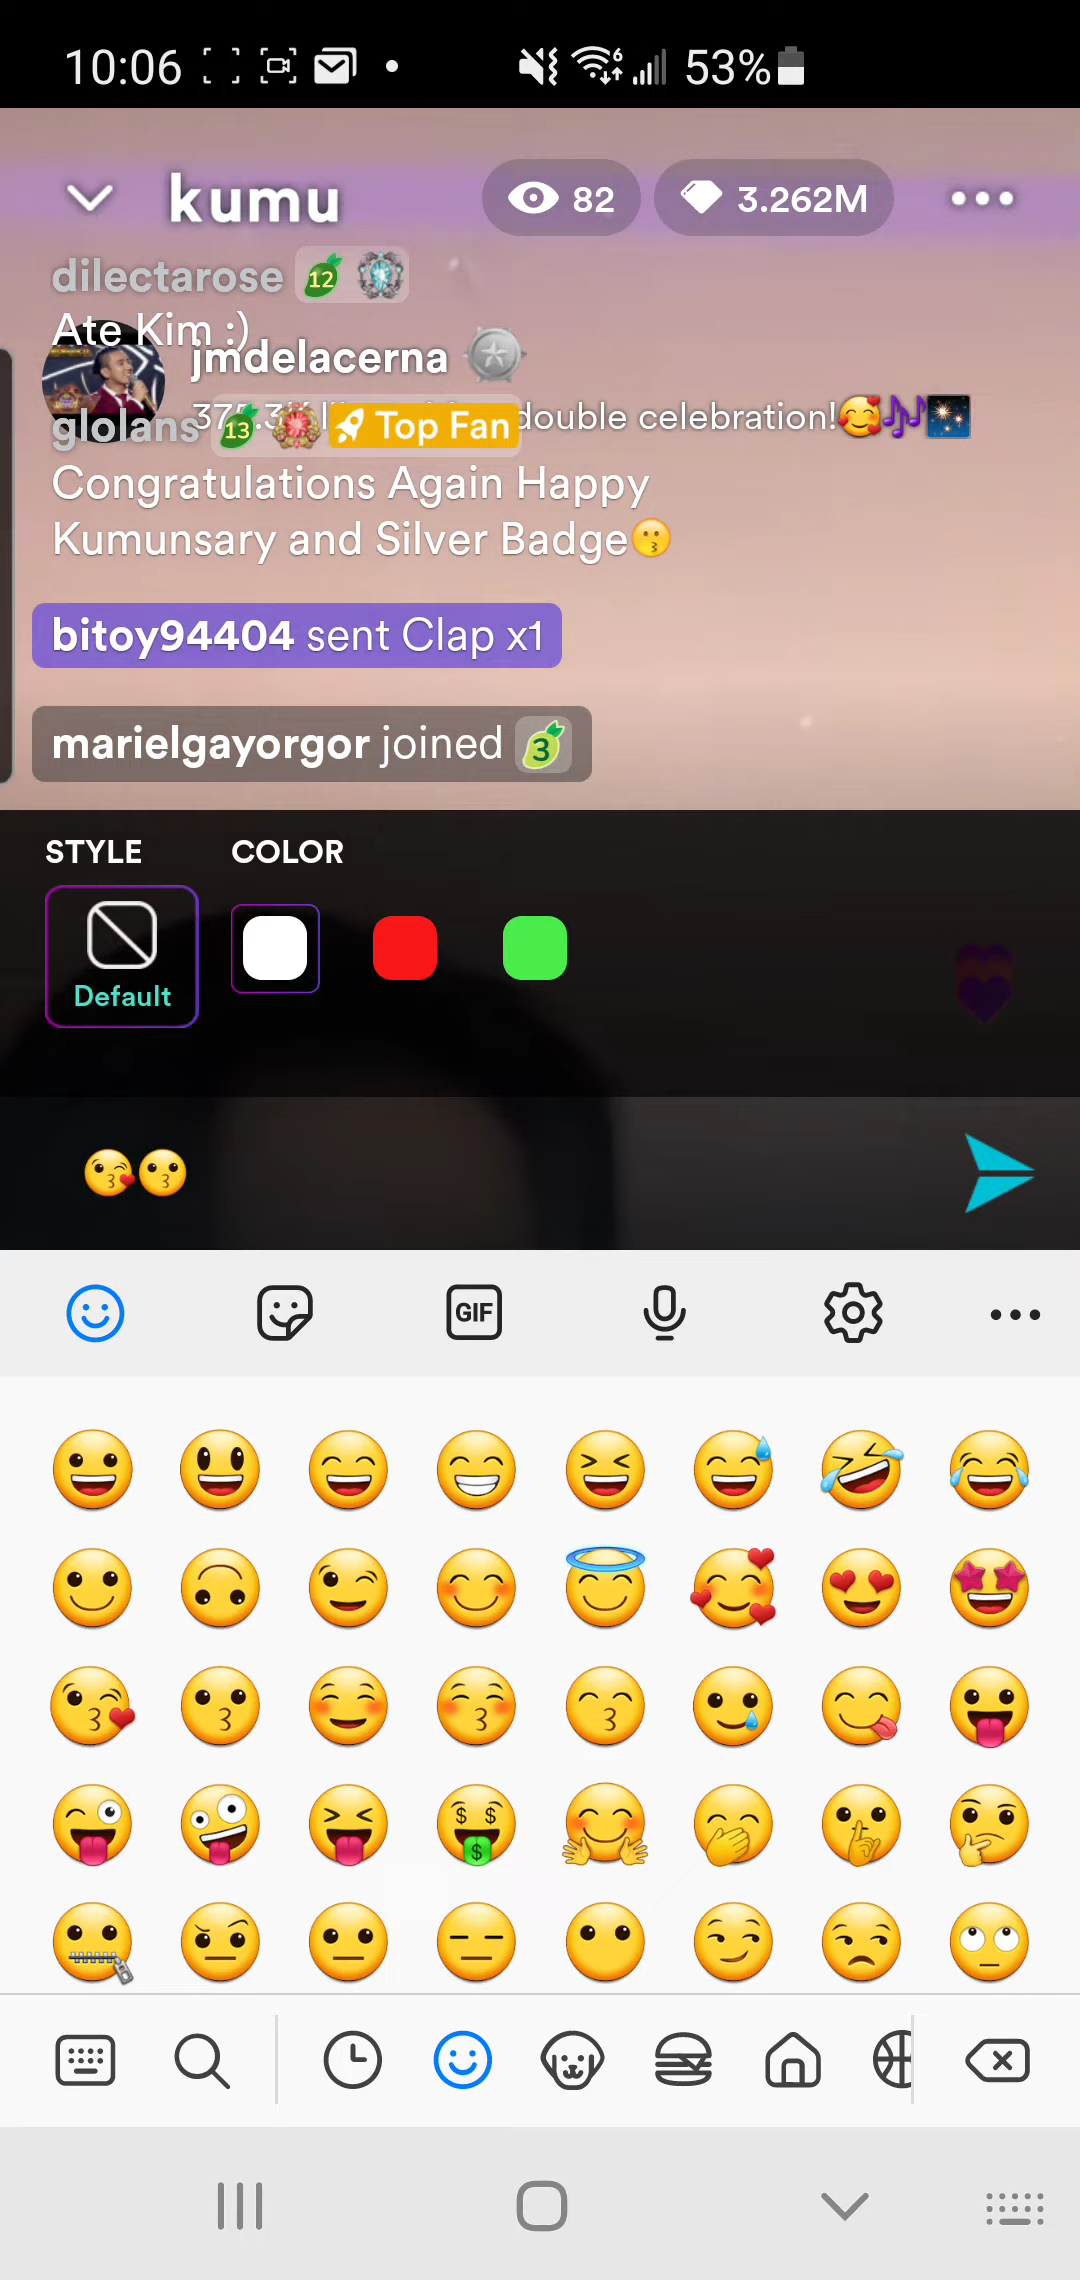 10:06 53%
kumu 82 3.262M
dilectarose 12
Ate Kim :)
jmdelacerna
double celebration!
glolans 13 Top Fan
Congratulations Again Happy
Kumunsary and Silver Badge
bitoy94404 sent Clap x1
marielgayorgor joined 3
STYLE COLOR
Default
GIF